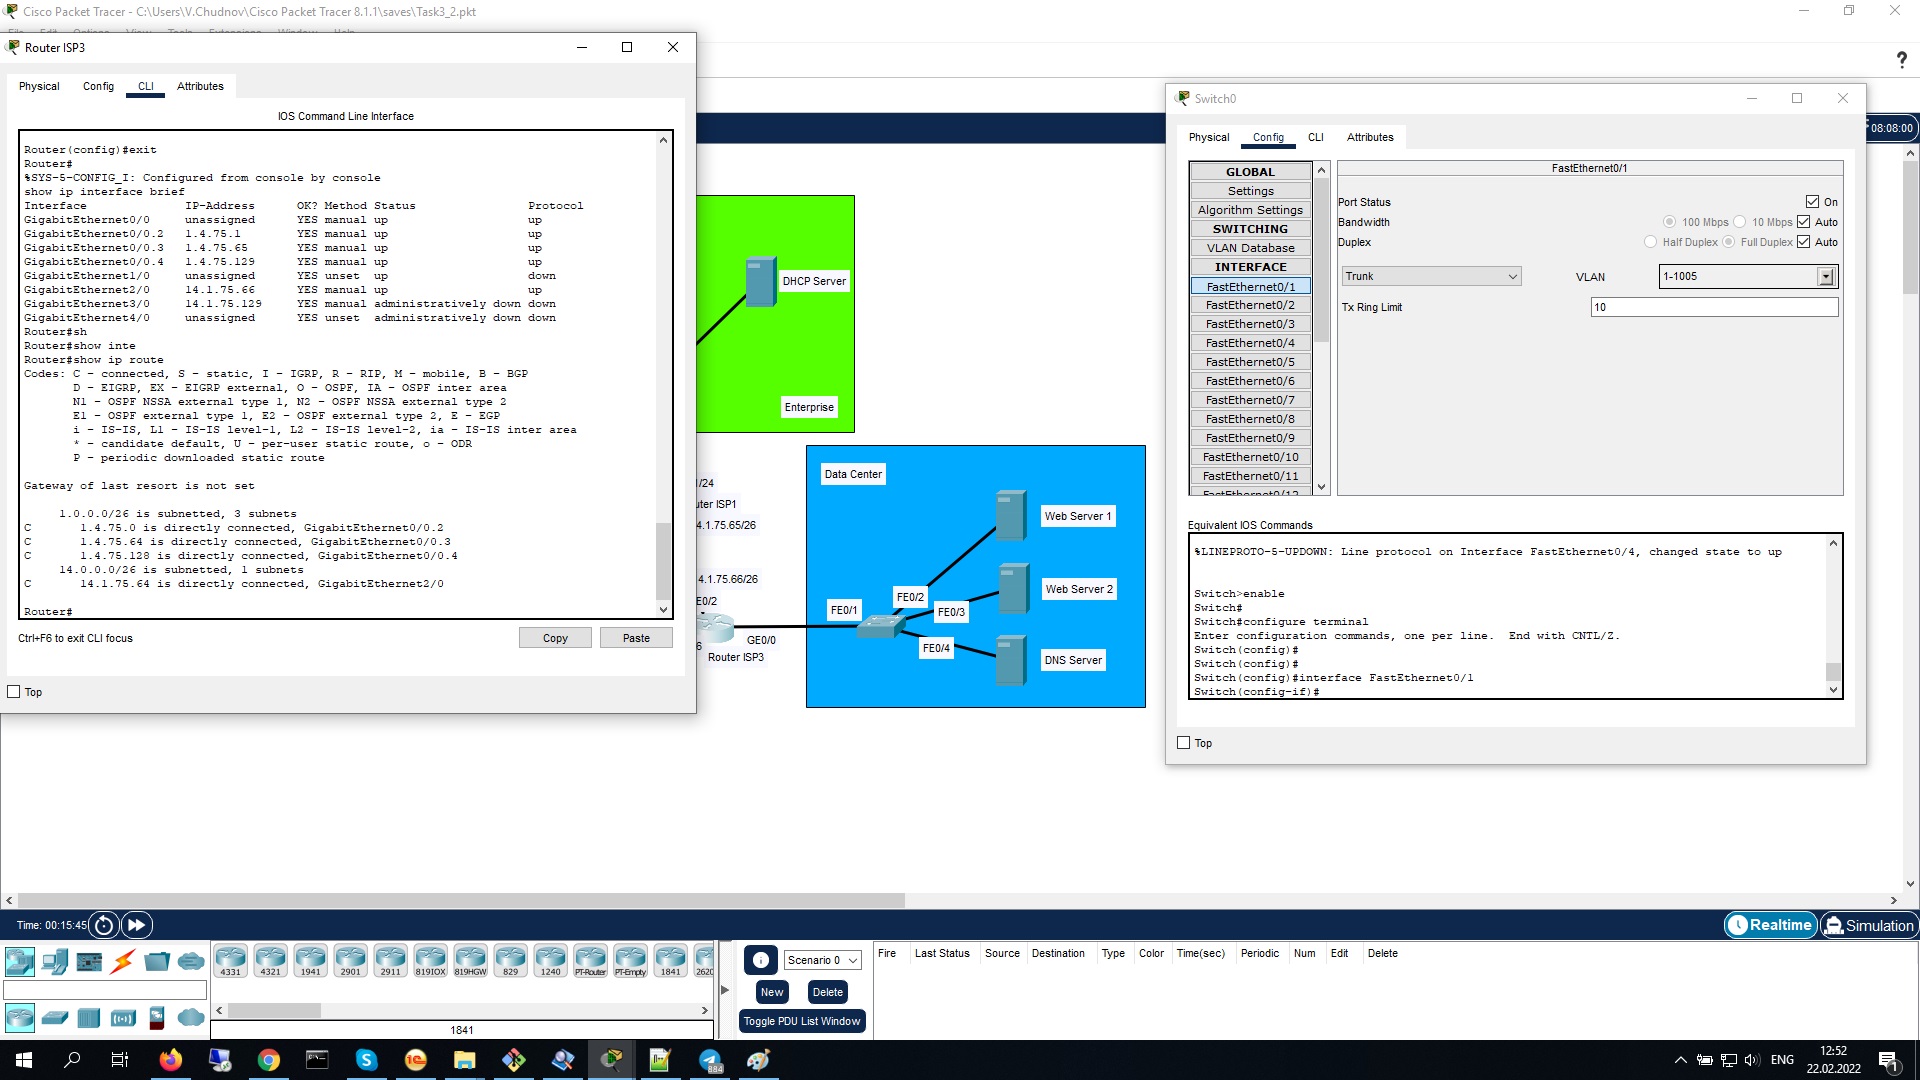 Cisco Packet Tracer - C:\Users\V.Chudnov\Cisco Packet Tracer 8.1.1\saves\Task3_2.pkt
Router ISP3
Physical Config CLI Attributes
IOS Command Line Interface
Router(config)#exit
Router#
%SYS-5-CONFIG_I: Configured from console by console
show ip interface brief
Interface IP-Address OK? Method Status Protocol
GigabitEthernet0/0 unassigned YES manual up up
GigabitEthernet0/0.2 1.4.75.1 YES manual up up
GigabitEthernet0/0.3 1.4.75.65 YES manual up up
GigabitEthernet0/0.4 1.4.75.129 YES manual up up
GigabitEthernet1/0 unassigned YES unset up down
GigabitEthernet2/0 14.1.75.66 YES manual up up
GigabitEthernet3/0 14.1.75.129 YES manual administratively down down
GigabitEthernet4/0 unassigned YES unset administratively down down
Router#sh
Router#show inte
Router#show ip route
Codes: C - connected, S - static, I - IGRP, R - RIP, M - mobile, B - BGP
D - EIGRP, EX - EIGRP external, O - OSPF, IA - OSPF inter area
N1 - OSPF NSSA external type 1, N2 - OSPF NSSA external type 2
E1 - OSPF external type 1, E2 - OSPF external type 2, E - EGP
i - IS-IS, L1 - IS-IS level-1, L2 - IS-IS level-2, ia - IS-IS inter area
* - candidate default, U - per-user static route, o - ODR
P - periodic downloaded static route
Gateway of last resort is not set
1.0.0.0/26 is subnetted, 3 subnets
C 1.4.75.0 is directly connected, GigabitEthernet0/0.2
C 1.4.75.64 is directly connected, GigabitEthernet0/0.3
C 1.4.75.128 is directly connected, GigabitEthernet0/0.4
14.0.0.0/26 is subnetted, 1 subnets
C 14.1.75.64 is directly connected, GigabitEthernet2/0
Router#
Ctrl+F6 to exit CLI focus
Copy Paste
Top
DHCP Server
Enterprise
/24
uter ISP1
4.1.75.65/26
4.1.75.66/26
E0/2
GE0/0
6
Router ISP3
Data Center
Web Server 1
FE0/2
Web Server 2
FE0/1
FE0/3
FE0/4
DNS Server
?
08:08:00
Switch0
Physical Config CLI Attributes
GLOBAL
Settings
Algorithm Settings
SWITCHING
VLAN Database
INTERFACE
FastEthernet0/1
FastEthernet0/2
FastEthernet0/3
FastEthernet0/4
FastEthernet0/5
FastEthernet0/6
FastEthernet0/7
FastEthernet0/8
FastEthernet0/9
FastEthernet0/10
FastEthernet0/11
FastEthernet0/12
FastEthernet0/1
Port Status On
Bandwidth 100 Mbps 10 Mbps Auto
Duplex Half Duplex Full Duplex Auto
Trunk VLAN 1-1005
Tx Ring Limit 10
Equivalent IOS Commands
%LINEPROTO-5-UPDOWN: Line protocol on Interface FastEthernet0/4, changed state to up
Switch>enable
Switch#
Switch#configure terminal
Enter configuration commands, one per line. End with CNTL/Z.
Switch(config)#
Switch(config)#
Switch(config)#interface FastEthernet0/1
Switch(config-if)#
Top
Time: 00:15:45
Realtime Simulation
4331 4321 1941 2901 2911 819IOX 819HGW 829 1240 PT-Router PT-Empty 1841 2620
1841
Scenario 0
New Delete
Toggle PDU List Window
Fire Last Status Source Destination Type Color Time(sec) Periodic Num Edit Delete
884
ENG
12:52
22.02.2022
1